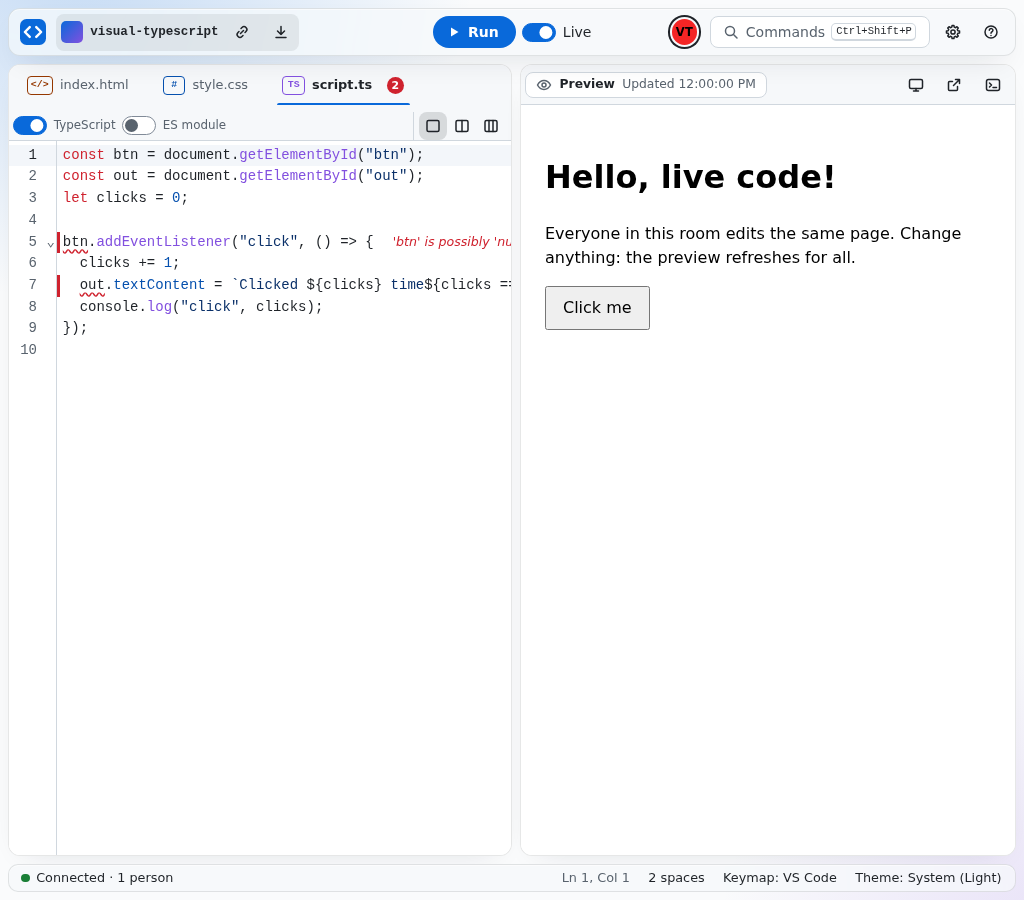 visual-typescript
Run
Live
VT
Commands Ctrl+Shift+P
</> index.html
# style.css
TS script.ts 2
Preview Updated 12:00:00 PM
TypeScript
ES module
1 const btn = document.getElementById("btn");
2 const out = document.getElementById("out");
3 let clicks = 0;
4
5 btn.addEventListener("click", () => { 'btn' is possibly 'nu
6 clicks += 1;
7 out.textContent = `Clicked ${clicks} time${clicks ==
8 console.log("click", clicks);
9 });
10
Hello, live code!
Everyone in this room edits the same page. Change
anything: the preview refreshes for all.
Click me
Connected · 1 person
Ln 1, Col 1
2 spaces
Keymap: VS Code
Theme: System (Light)